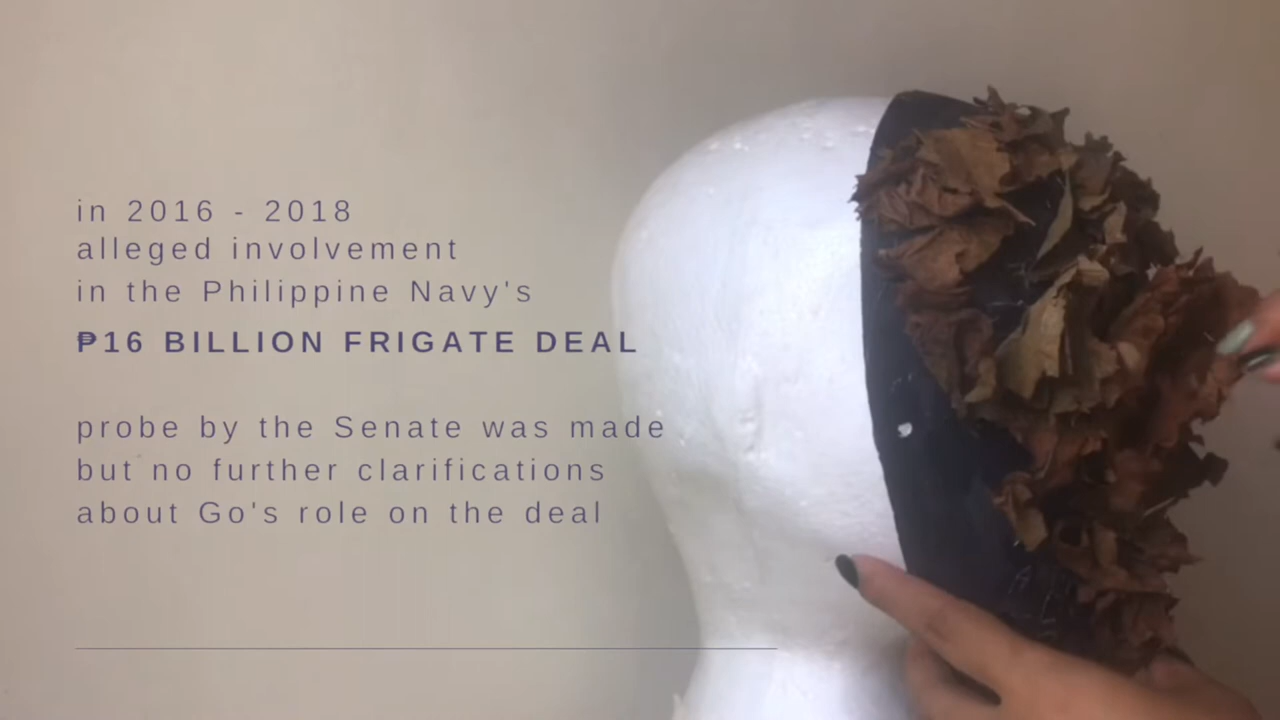 in 2016 - 2018
alleged involvement
in the Philippine Navy's
₱16 BILLION FRIGATE DEAL
probe by the Senate was made
but no further clarifications
about Go's role on the deal